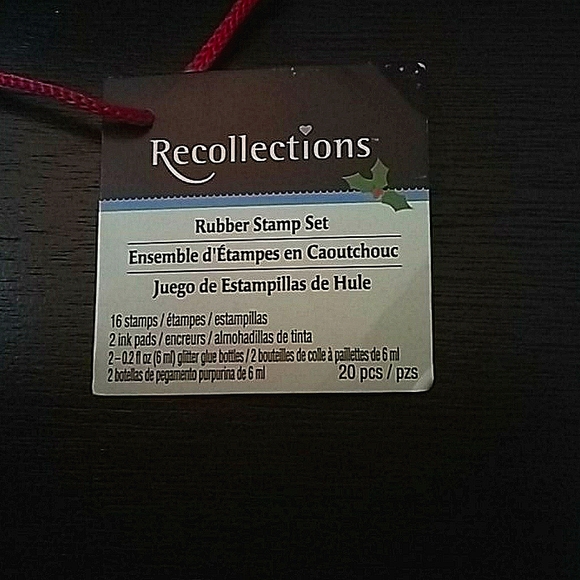 Recollections™
Rubber Stamp Set
Ensemble d'Étampes en Caoutchouc
Juego de Estampillas de Hule
16 stamps / étampes / estampillas
2 ink pads / encreurs / almohadillas de tinta
2–0.2 fl oz (6 ml) glitter glue bottles / 2 bouteilles de colle à paillettes de 6 ml
2 botellas de pegamento purpurina de 6 ml
20 pcs / pzs